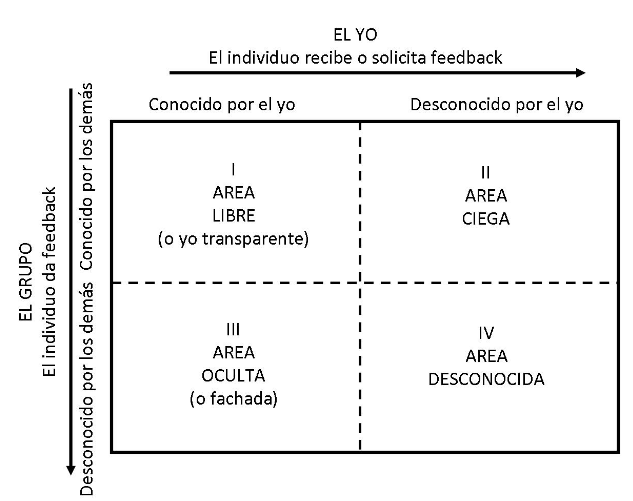 EL YO
El individuo recibe o solicita feedback
Conocido por el yo
Desconocido por el yo
EL GRUPO
El individuo da feedback
Conocido por los demás
Desconocido por los demás
I
AREA
LIBRE
(o yo transparente)
II
AREA
CIEGA
III
AREA
OCULTA
(o fachada)
IV
AREA
DESCONOCIDA